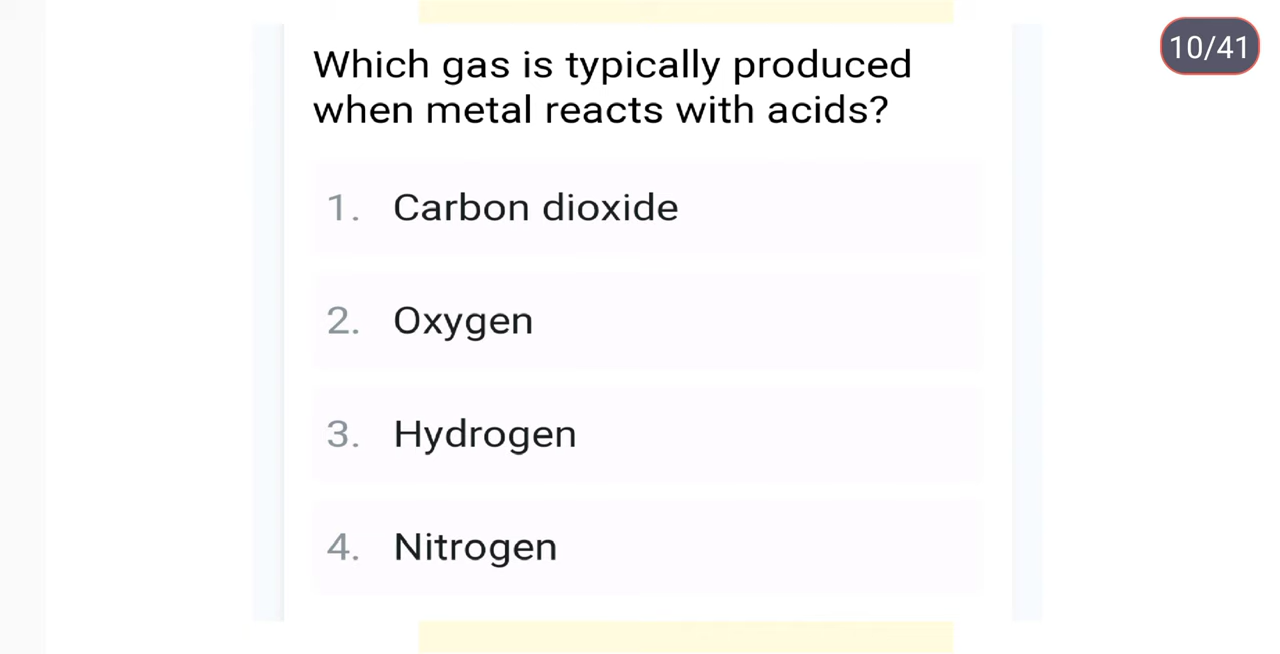 10/41
Which gas is typically produced
when metal reacts with acids?
1. Carbon dioxide
2. Oxygen
3. Hydrogen
4. Nitrogen